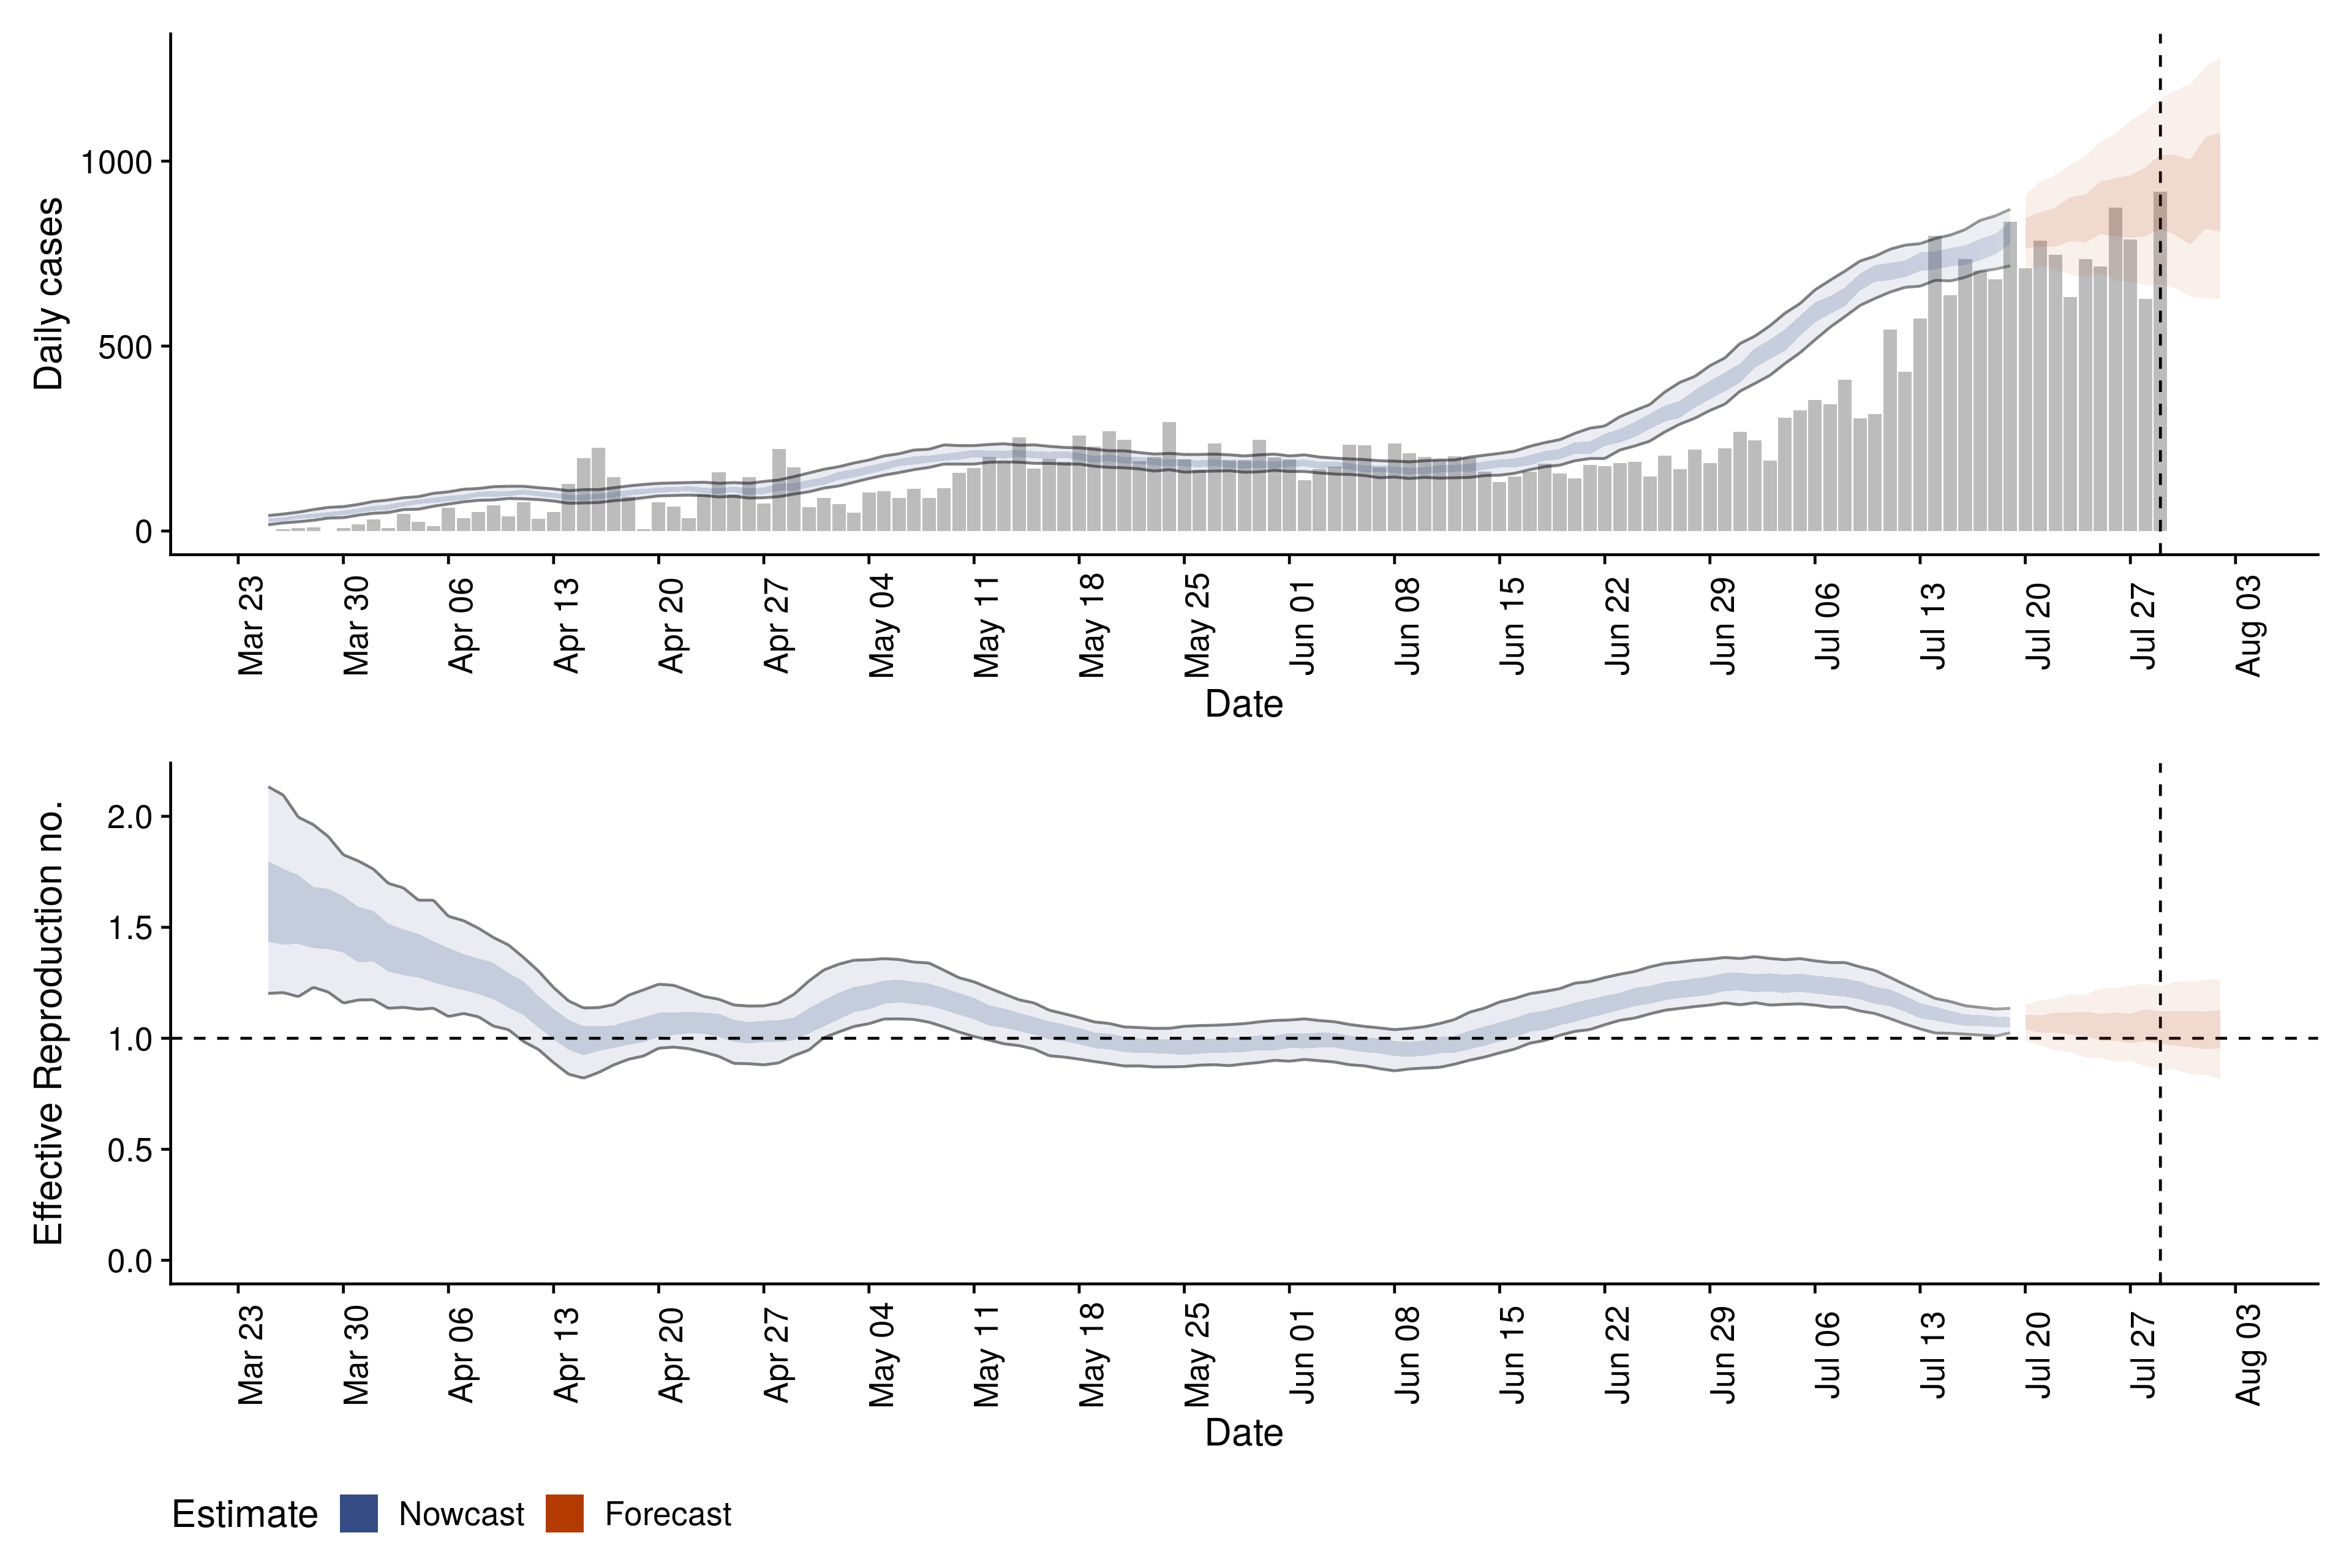 Daily cases
1000
500
0
Mar 23 Mar 30 Apr 06 Apr 13 Apr 20 Apr 27 May 04 May 11 May 18 May 25 Jun 01 Jun 08 Jun 15 Jun 22 Jun 29 Jul 06 Jul 13 Jul 20 Jul 27 Aug 03
Date
Effective Reproduction no.
2.0
1.5
1.0
0.5
0.0
Mar 23 Mar 30 Apr 06 Apr 13 Apr 20 Apr 27 May 04 May 11 May 18 May 25 Jun 01 Jun 08 Jun 15 Jun 22 Jun 29 Jul 06 Jul 13 Jul 20 Jul 27 Aug 03
Date
Estimate Nowcast Forecast